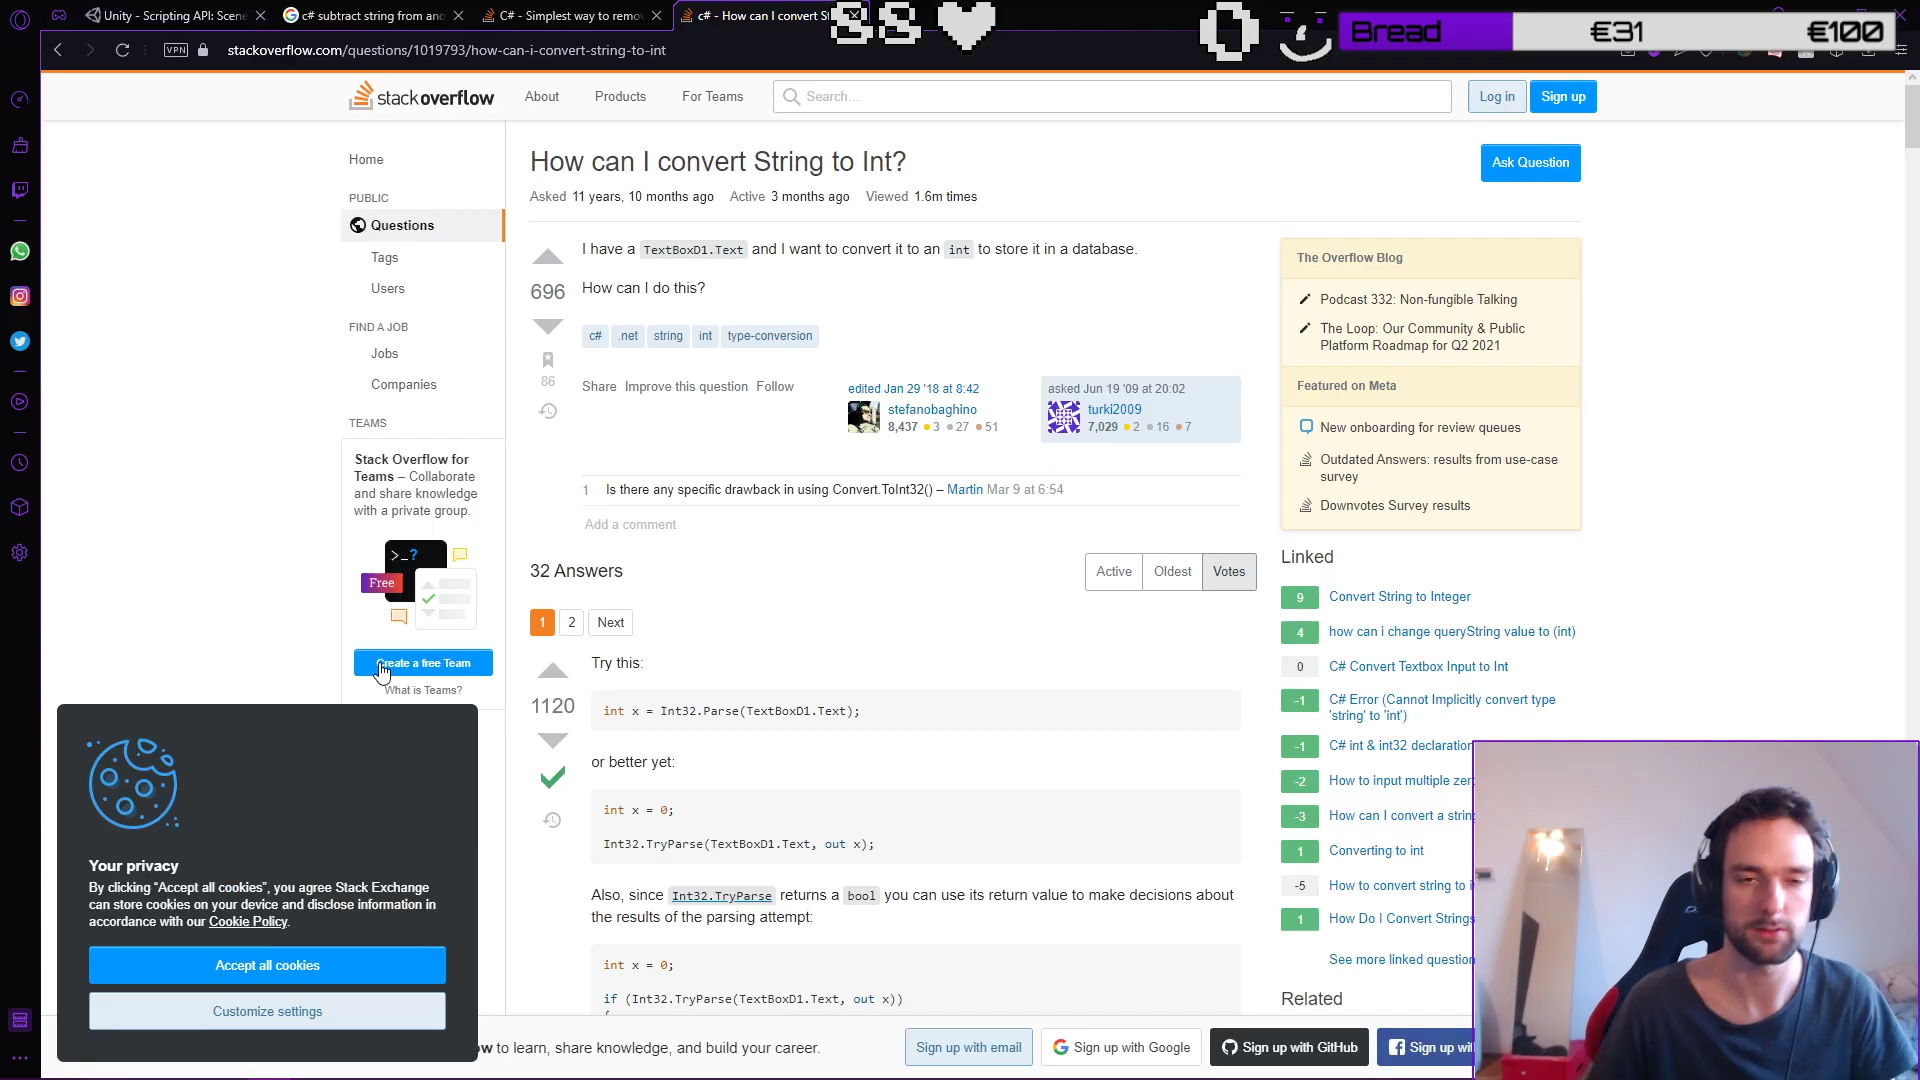 Unity - Scripting API: Scene
c# subtract string from ano
C# - Simplest way to remo
c# - How can I convert St
SS
0
Bread
€31
€100
VPN
stackoverflow.com/questions/1019793/how-can-i-convert-string-to-int
stackoverflow
About
Products
For Teams
Search...
Log in
Sign up
Home
PUBLIC
Questions
Tags
Users
FIND A JOB
Jobs
Companies
TEAMS
Stack Overflow for
Teams – Collaborate
and share knowledge
with a private group.
>_?
Free
Create a free Team
What is Teams?
How can I convert String to Int?
Ask Question
Asked 11 years, 10 months ago Active 3 months ago Viewed 1.6m times
696
86
I have a TextBoxD1.Text and I want to convert it to an int to store it in a database.
How can I do this?
c# .net string int type-conversion
Share Improve this question Follow
edited Jan 29 '18 at 8:42
stefanobaghino
8,437 3 27 51
asked Jun 19 '09 at 20:02
turki2009
7,029 2 16 7
1 Is there any specific drawback in using Convert.ToInt32() – Martin Mar 9 at 6:54
Add a comment
32 Answers
Active Oldest Votes
1 2 Next
1120
Try this:
int x = Int32.Parse(TextBoxD1.Text);
or better yet:
int x = 0;
Int32.TryParse(TextBoxD1.Text, out x);
Also, since Int32.TryParse returns a bool you can use its return value to make decisions about
the results of the parsing attempt:
int x = 0;
if (Int32.TryParse(TextBoxD1.Text, out x))
The Overflow Blog
Podcast 332: Non-fungible Talking
The Loop: Our Community & Public
Platform Roadmap for Q2 2021
Featured on Meta
New onboarding for review queues
Outdated Answers: results from use-case
survey
Downvotes Survey results
Linked
9 Convert String to Integer
4 how can i change queryString value to (int)
0 C# Convert Textbox Input to Int
-1 C# Error (Cannot Implicitly convert type
'string' to 'int')
-1 C# int & int32 declaration
-2 How to input multiple zer
-3 How can I convert a strin
1 Converting to int
-5 How to convert string to i
1 How Do I Convert Strings
See more linked question
Related
Your privacy
By clicking “Accept all cookies”, you agree Stack Exchange
can store cookies on your device and disclose information in
accordance with our Cookie Policy.
Accept all cookies
Customize settings
ow to learn, share knowledge, and build your career.
Sign up with email
Sign up with Google
Sign up with GitHub
Sign up wit